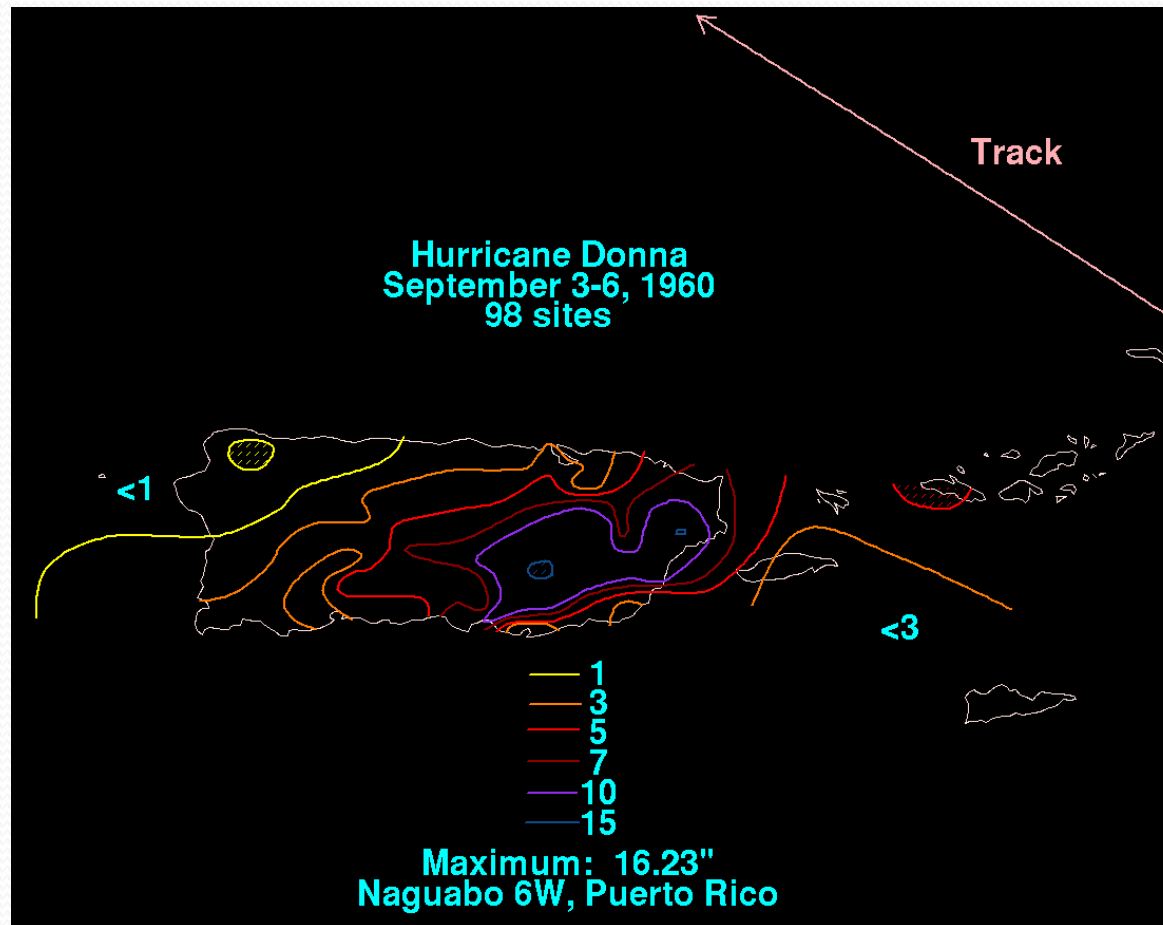 Track
Hurricane Donna
September 3-6, 1960
98 sites
<1
<3
1
3
5
7
10
15
Maximum: 16.23"
Naguabo 6W, Puerto Rico